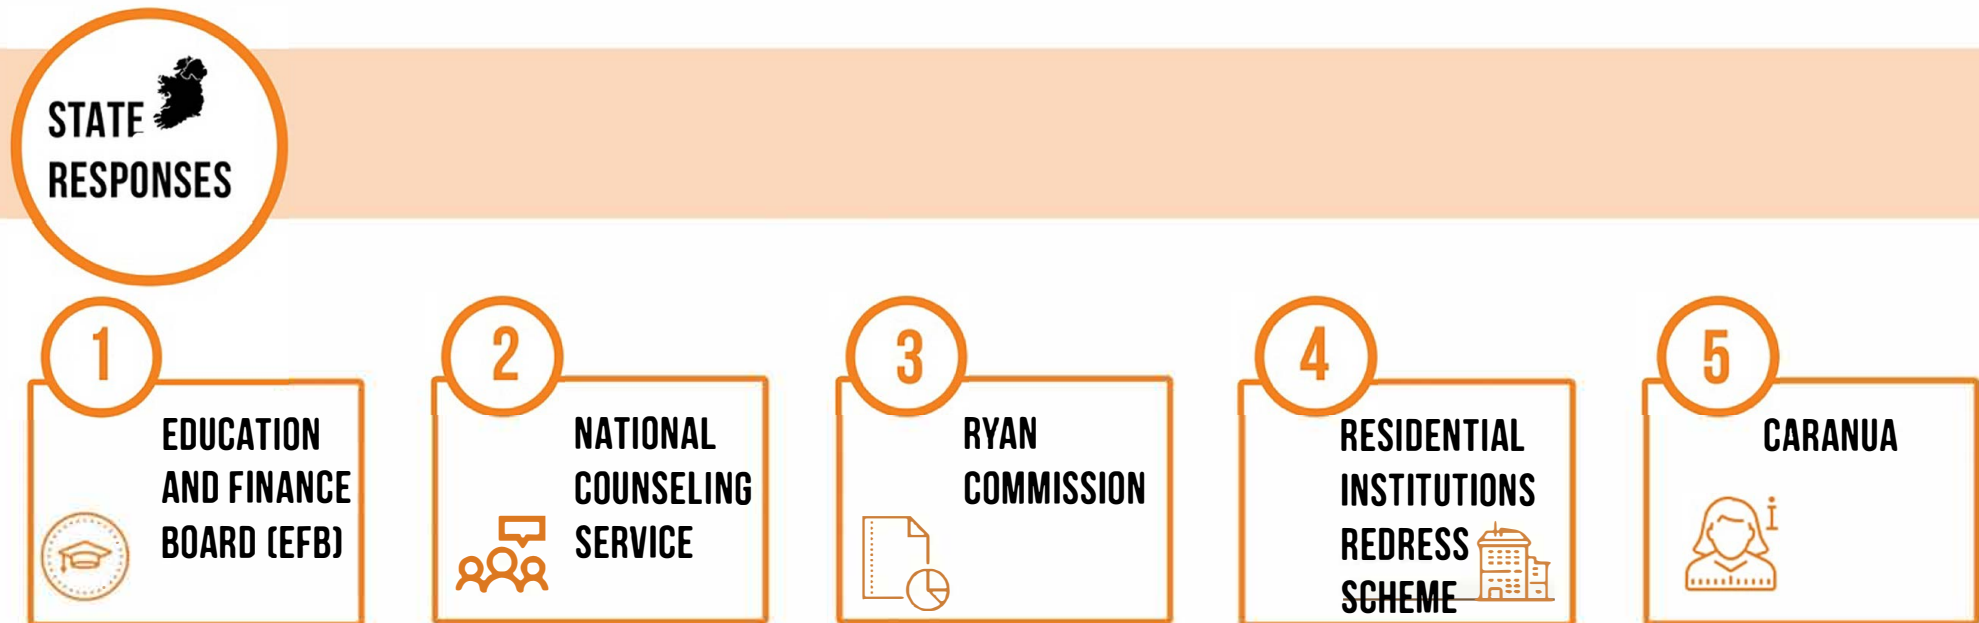 STATE
RESPONSES
1
EDUCATION
AND FINANCE
BOARD (EFB)
2
NATIONAL
COUNSELING
SERVICE
3
RYAN
COMMISSION
4
RESIDENTIAL
INSTITUTIONS
REDRESS
SCHEME
5
CARANUA
i